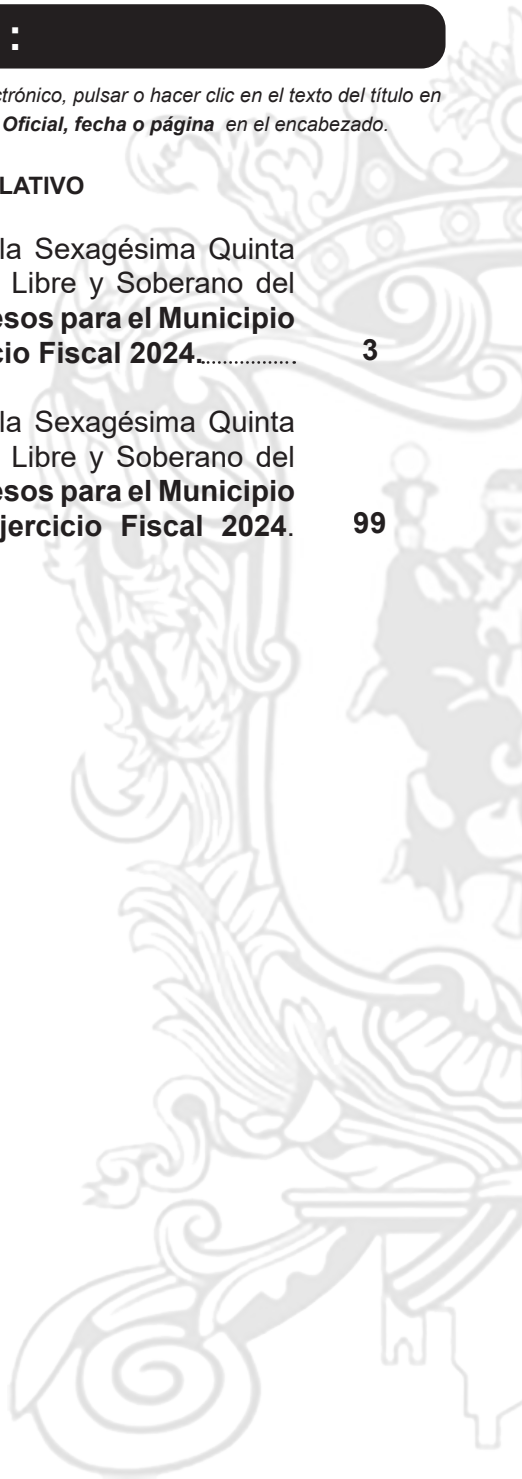 :
ctrónico, pulsar o hacer clic en el texto del título en
Oficial, fecha o página en el encabezado.
LATIVO
la Sexagésima Quinta
Libre y Soberano del
esos para el Municipio
cio Fiscal 2024................... 3
la Sexagésima Quinta
Libre y Soberano del
esos para el Municipio
jercicio Fiscal 2024. 99